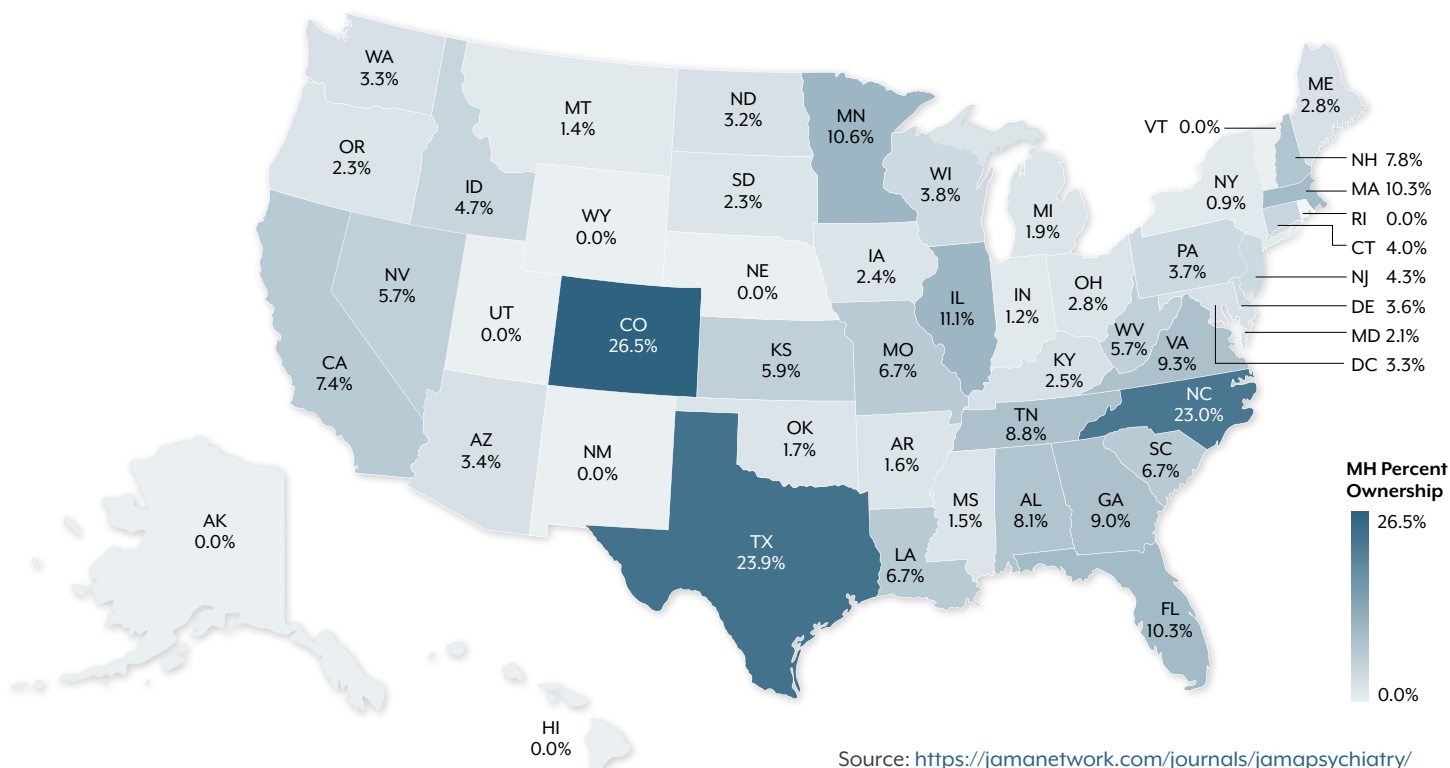 WA
3.3%
MT
1.4%
ND
3.2%
MN
10.6%
ME
2.8%
VT 0.0%
OR
2.3%
ID
4.7%
SD
2.3%
WI
3.8%
MI
1.9%
NY
0.9%
NH 7.8%
MA 10.3%
RI 0.0%
CT 4.0%
NJ 4.3%
DE 3.6%
MD 2.1%
DC 3.3%
WY
0.0%
NV
5.7%
UT
0.0%
NE
0.0%
IA
2.4%
IL
11.1%
IN
1.2%
OH
2.8%
PA
3.7%
CA
7.4%
CO
26.5%
KS
5.9%
MO
6.7%
KY
2.5%
WV
5.7%
VA
9.3%
NC
23.0%
AZ
3.4%
NM
0.0%
OK
1.7%
AR
1.6%
TN
8.8%
SC
6.7%
MS
1.5%
AL
8.1%
GA
9.0%
TX
23.9%
LA
6.7%
FL
10.3%
AK
0.0%
HI
0.0%
MH Percent
Ownership
26.5%
0.0%
Source: https://jamanetwork.com/journals/jamapsychiatry/